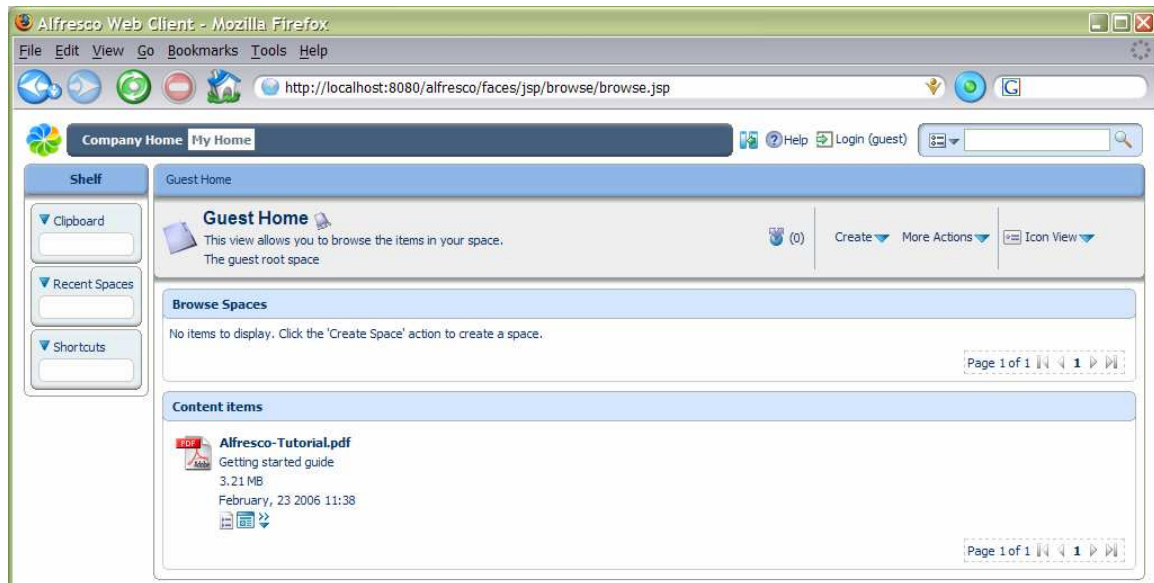 Alfresco Web Client - Mozilla Firefox
File Edit View Go Bookmarks Tools Help
http://localhost:8080/alfresco/faces/jsp/browse/browse.jsp
G
Company Home My Home
Help Login (guest)
Shelf
Guest Home
Clipboard
Recent Spaces
Shortcuts
Guest Home
This view allows you to browse the items in your space.
The guest root space
(0)
Create
More Actions
Icon View
Browse Spaces
No items to display. Click the 'Create Space' action to create a space.
Page 1 of 1 1
Content items
PDF
Adobe
Alfresco-Tutorial.pdf
Getting started guide
3.21 MB
February, 23 2006 11:38
Page 1 of 1 1